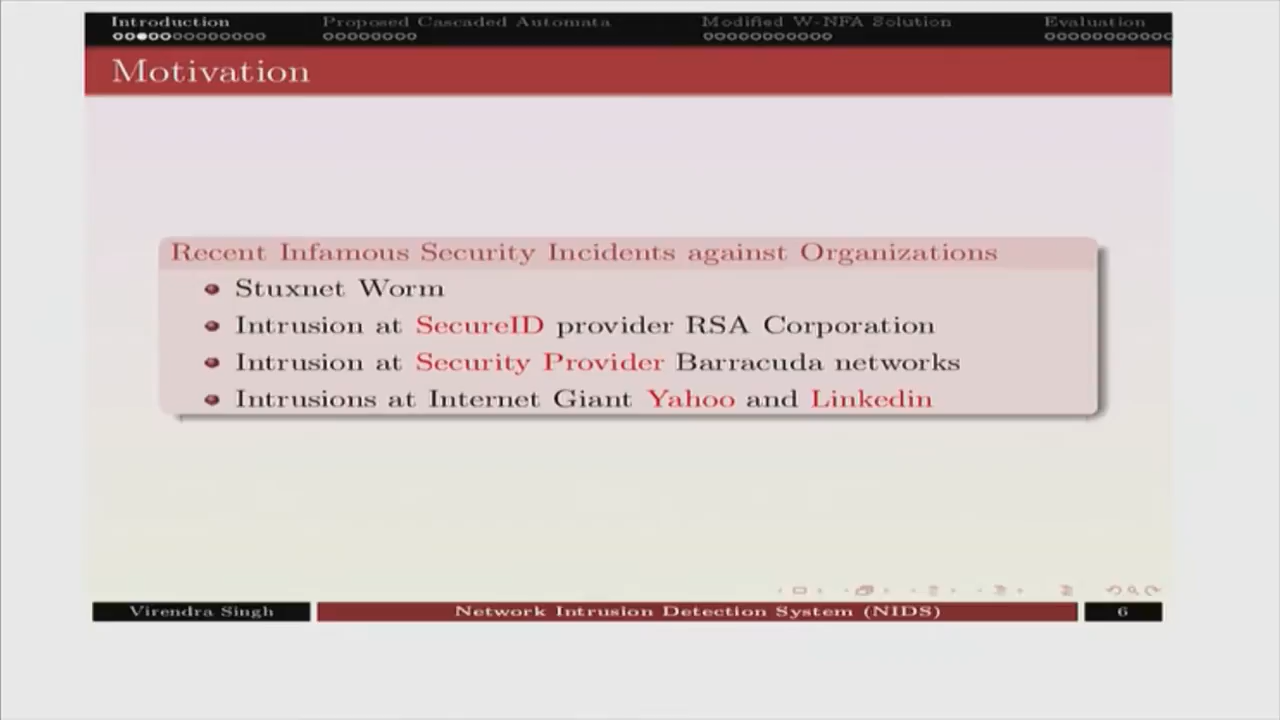 Introduction
Proposed Cascaded Automata
Modified W-NFA Solution
Evaluation
Motivation
Recent Infamous Security Incidents against Organizations
Stuxnet Worm
Intrusion at SecureID provider RSA Corporation
Intrusion at Security Provider Barracuda networks
Intrusions at Internet Giant Yahoo and Linkedin
Virendra Singh
Network Intrusion Detection System (NIDS)
6